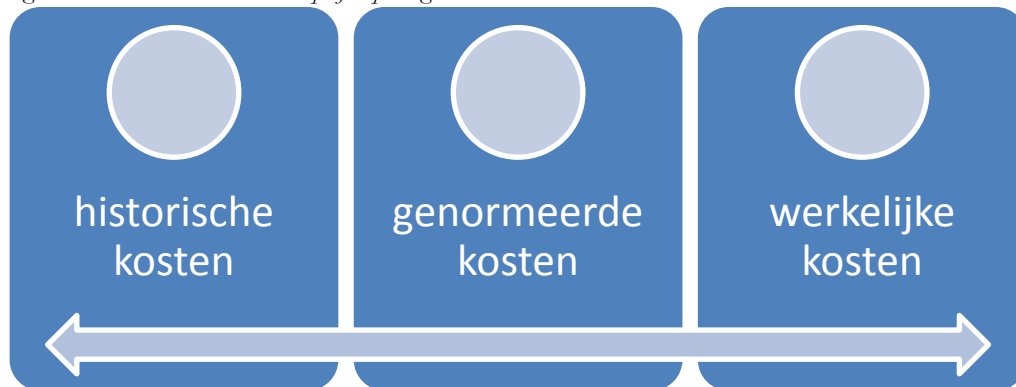 historische
kosten
genormeerde
kosten
werkelijke
kosten